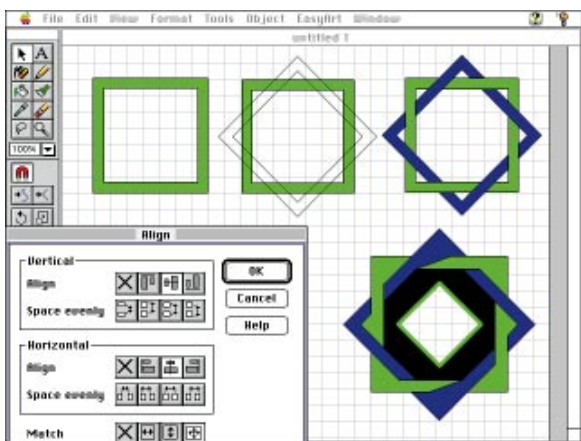 File Edit View Format Tools Object EasyArt Window
untitled 1
A
100%
Align
Vertical
Align
Space evenly
OK
Cancel
Help
Horizontal
Align
Space evenly
Match